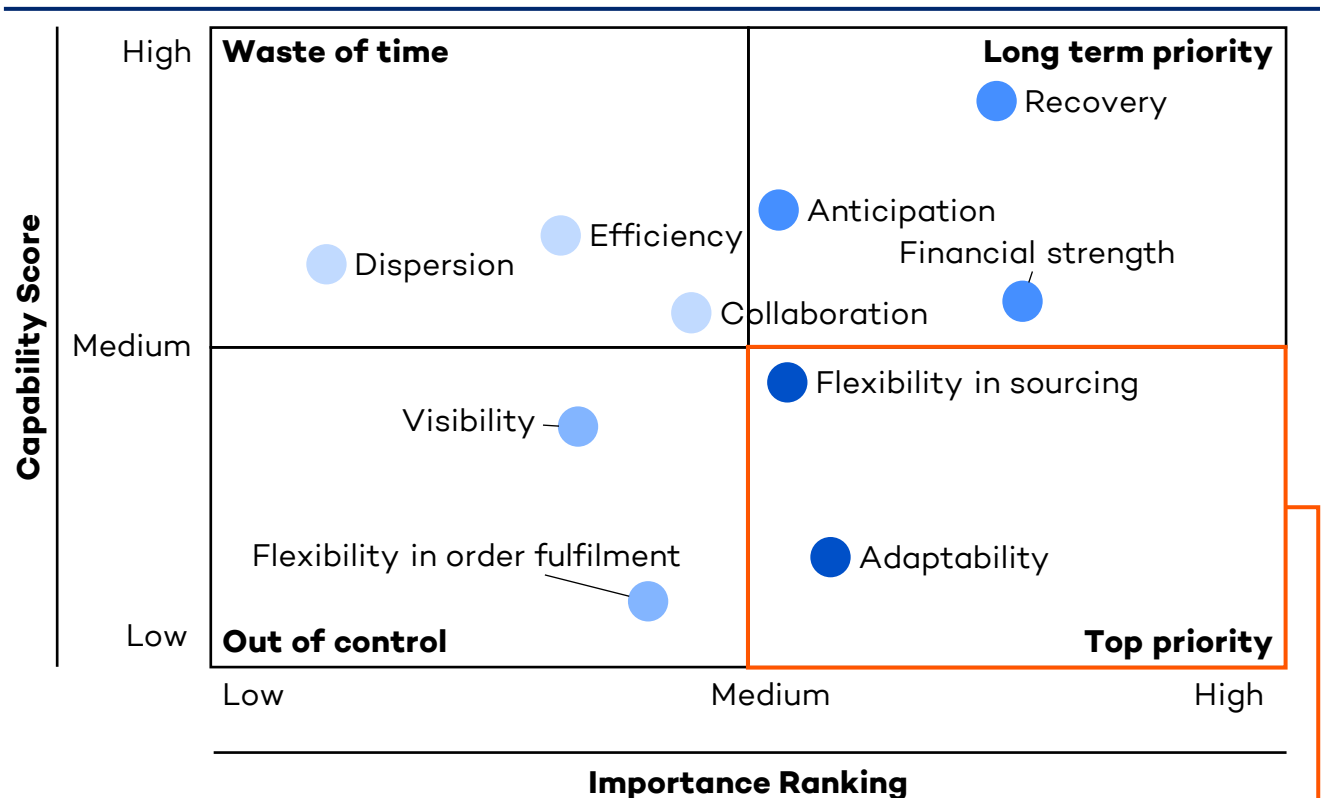 High
Waste of time
Long term priority
Recovery
Anticipation
Efficiency
Financial strength
Dispersion
Collaboration
Capability Score
Medium
Flexibility in sourcing
Visibility
Flexibility in order fulfilment
Adaptability
Low
Out of control
Top priority
Low
Medium
High
Importance Ranking